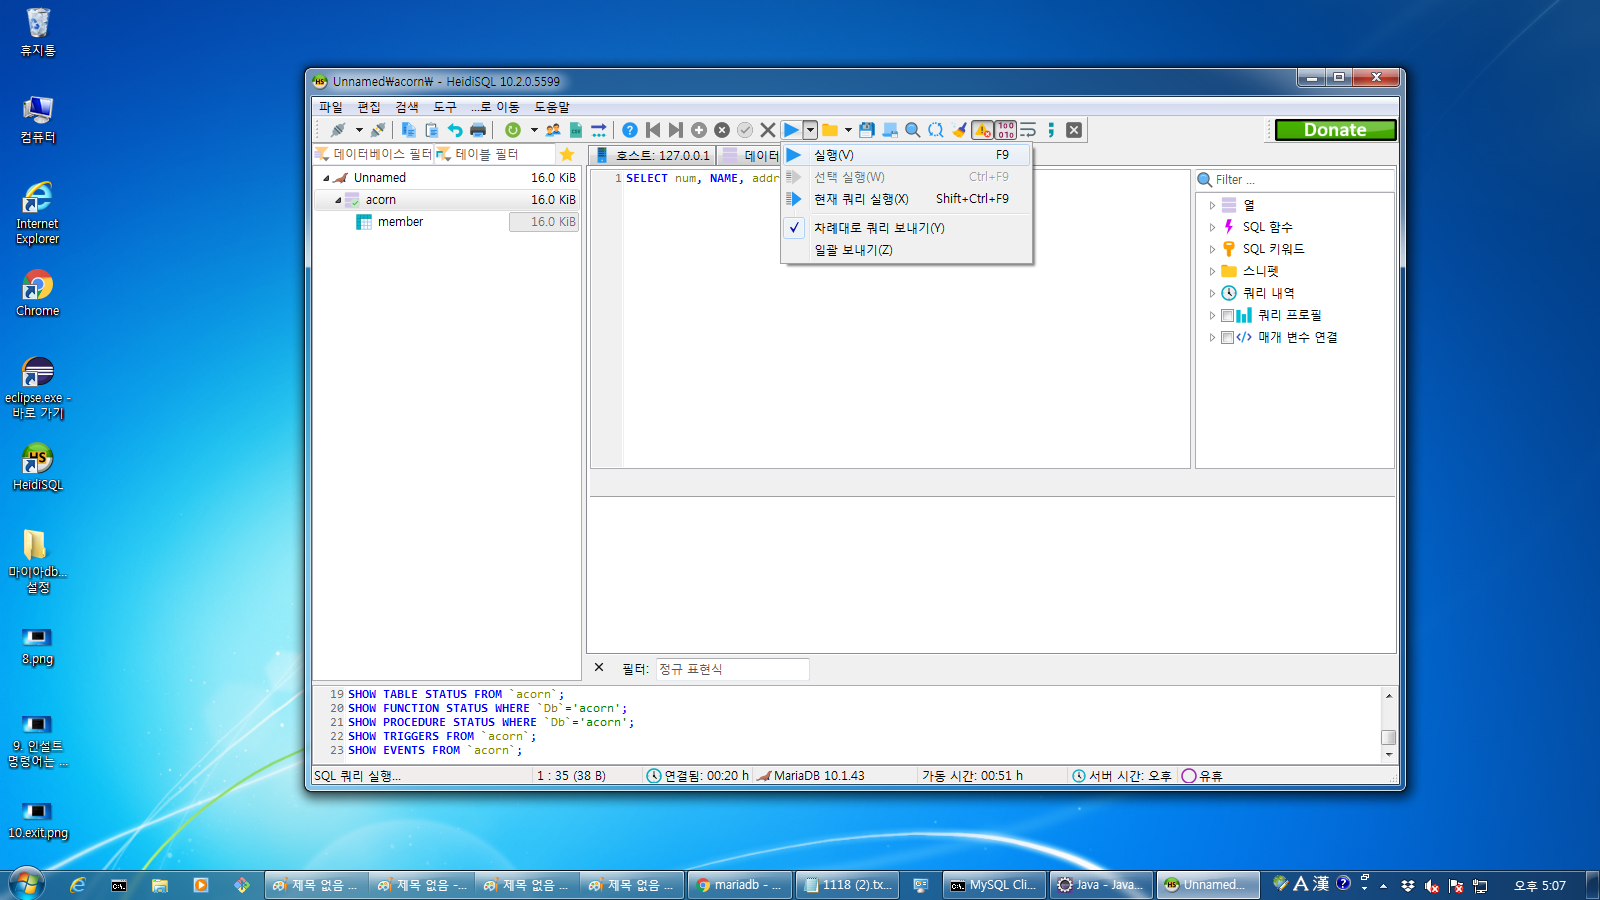 휴지통
컴퓨터
Internet
Explorer
Chrome
eclipse.exe -
바로 가기
HeidiSQL
마이아db...
설정
8.png
9. 인설트
명령어는 ...
10.exit.png
Unnamed₩acorn₩ - HeidiSQL 10.2.0.5599
파일 편집 검색 도구 ...로 이동 도움말
Donate
데이터베이스 필터 테이블 필터
호스트: 127.0.0.1 데이터
Unnamed 16.0 KiB
acorn 16.0 KiB
member 16.0 KiB
1 SELECT num, NAME, addr
실행(V) F9
선택 실행(W) Ctrl+F9
현재 쿼리 실행(X) Shift+Ctrl+F9
차례대로 쿼리 보내기(Y)
일괄 보내기(Z)
Filter ...
열
SQL 함수
SQL 키워드
스니펫
쿼리 내역
쿼리 프로필
매개 변수 연결
필터: 정규 표현식
19 SHOW TABLE STATUS FROM `acorn`;
20 SHOW FUNCTION STATUS WHERE `Db`='acorn';
21 SHOW PROCEDURE STATUS WHERE `Db`='acorn';
22 SHOW TRIGGERS FROM `acorn`;
23 SHOW EVENTS FROM `acorn`;
SQL 쿼리 실행... 1 : 35 (38 B) 연결됨: 00:20 h MariaDB 10.1.43 가동 시간: 00:51 h 서버 시간: 오후 유휴
제목 없음 ... 제목 없음 -... 제목 없음 ... 제목 없음 ... mariadb - ... 1118 (2).tx... MySQL Cli... Java - Java... Unnamed... A 漢 오후 5:07